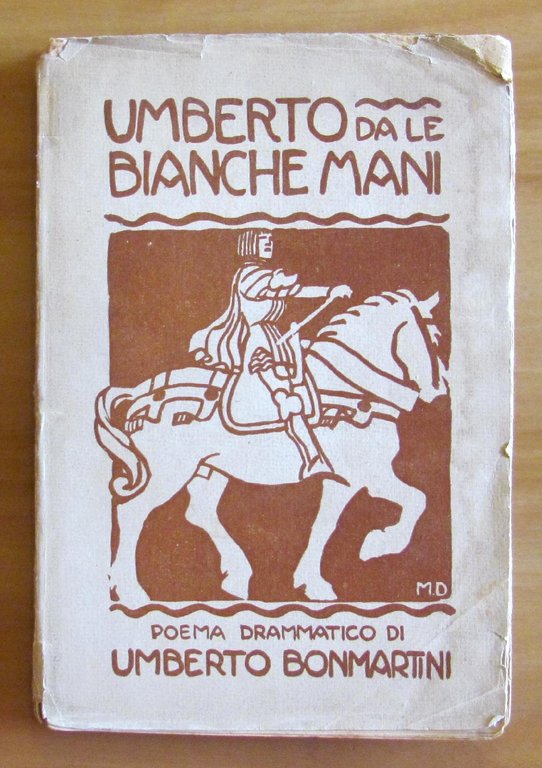 UMBERTO DA LE
BIANCHE MANI
M.D
POEMA DRAMMATICO DI
UMBERTO BONMARTINI